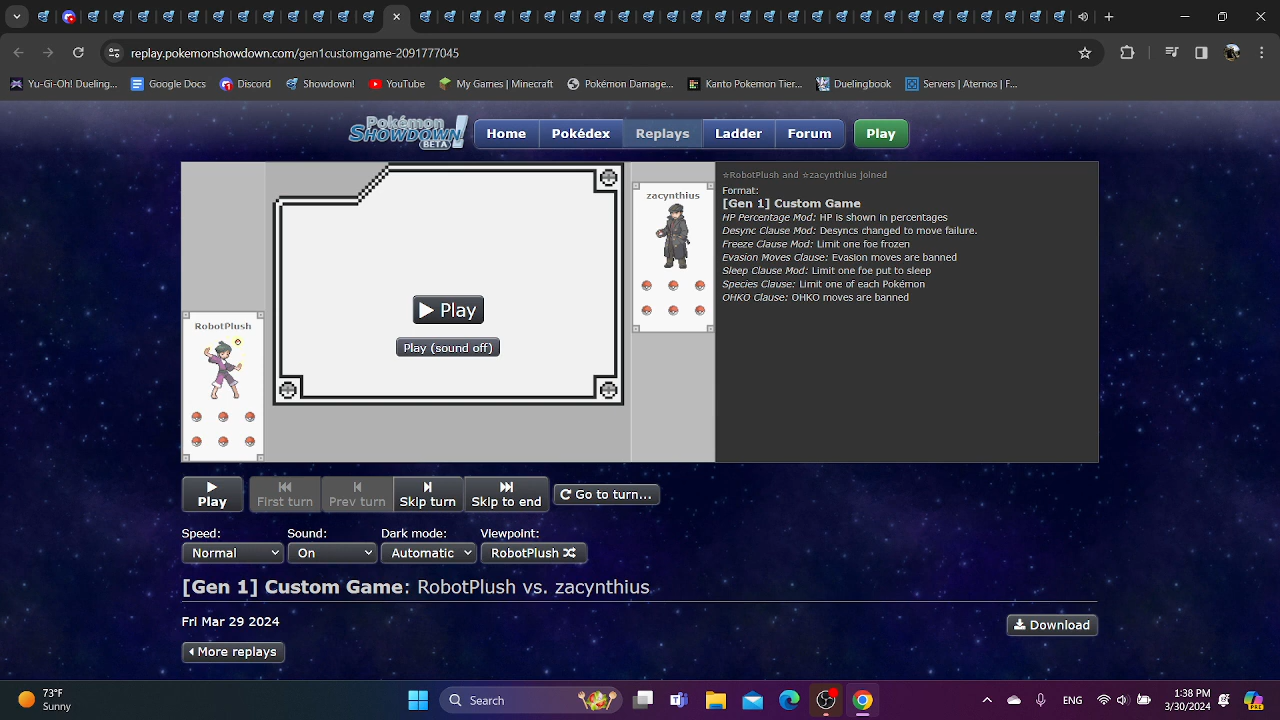 replay.pokemonshowdown.com/gen1customgame-2091777045
Yu-Gi-Oh! Dueling...
Google Docs
Discord
Showdown!
YouTube
My Games | Minecraft
Pokémon Damage...
Kanto Pokemon Tier...
Duelingbook
Servers | Aternos | F...
Pokémon
SHOWDOWN!
BETA
Home
Pokédex
Replays
Ladder
Forum
Play
RobotPlush
Play
Play (sound off)
zacynthius
☆RobotPlush and ☆zacynthius joined
Format:
[Gen 1] Custom Game
HP Percentage Mod: HP is shown in percentages
Desync Clause Mod: Desyncs changed to move failure.
Freeze Clause Mod: Limit one foe frozen
Evasion Moves Clause: Evasion moves are banned
Sleep Clause Mod: Limit one foe put to sleep
Species Clause: Limit one of each Pokémon
OHKO Clause: OHKO moves are banned
Play
First turn
Prev turn
Skip turn
Skip to end
Go to turn...
Speed:
Sound:
Dark mode:
Viewpoint:
Normal
On
Automatic
RobotPlush
[Gen 1] Custom Game: RobotPlush vs. zacynthius
Fri Mar 29 2024
Download
More replays
73°F
Sunny
Search
ENG
1:38 PM
3/30/2024
PRE